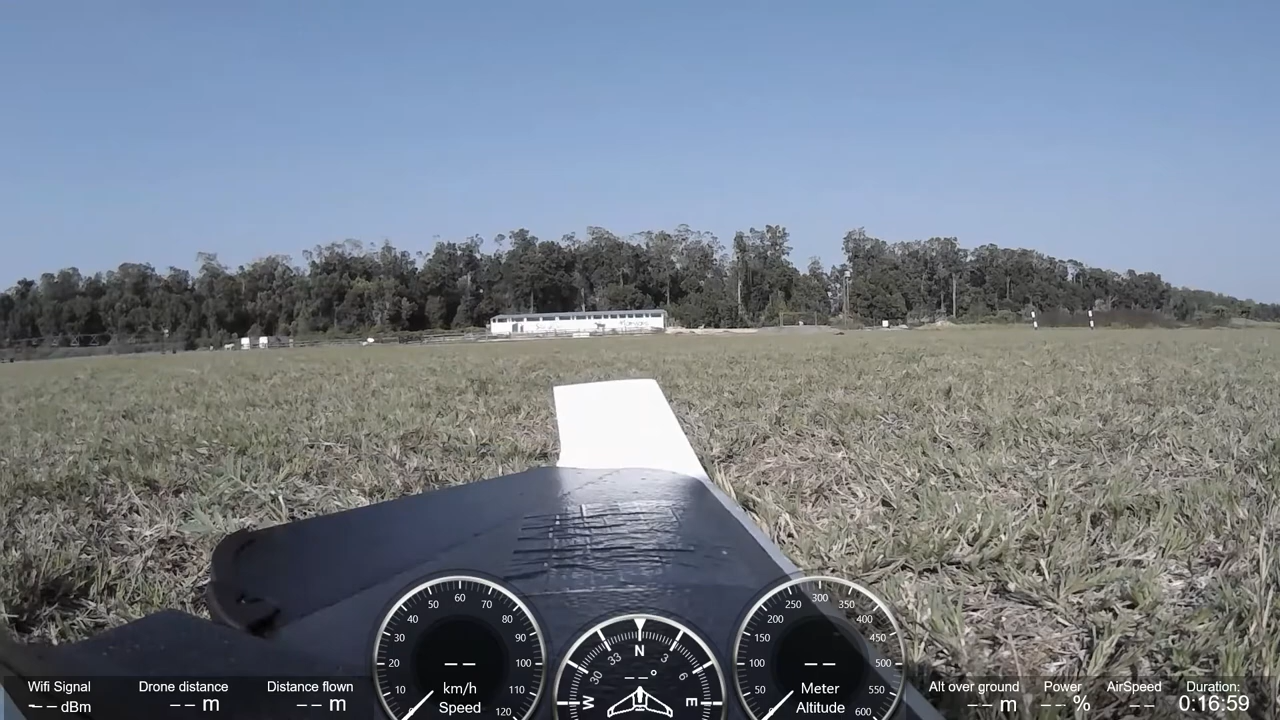 50 60 70
40 80
30 90
20 100
10 110
120
--
km/h
Speed
N
33 3
30 6
W E
---°
250 300 350
200 400
150 450
100 500
50 550
600
--
Meter
Altitude
Wifi Signal
-- dBm
Drone distance
-- m
Distance flown
-- m
Alt over ground
-- m
Power
-- %
AirSpeed
--
Duration:
0:16:59